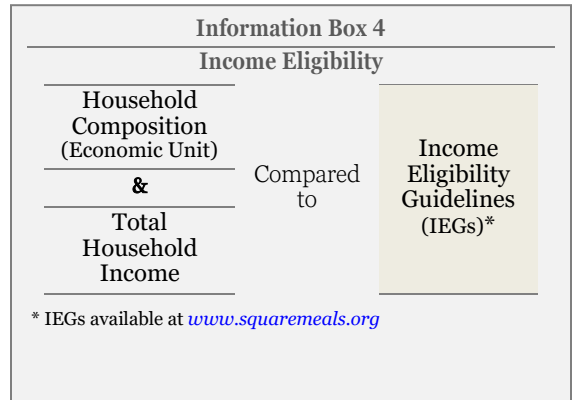 Information Box 4
Income Eligibility
Household
Composition
(Economic Unit)
&
Total
Household
Income
Compared
to
Income
Eligibility
Guidelines
(IEGs)*
* IEGs available at www.squaremeals.org